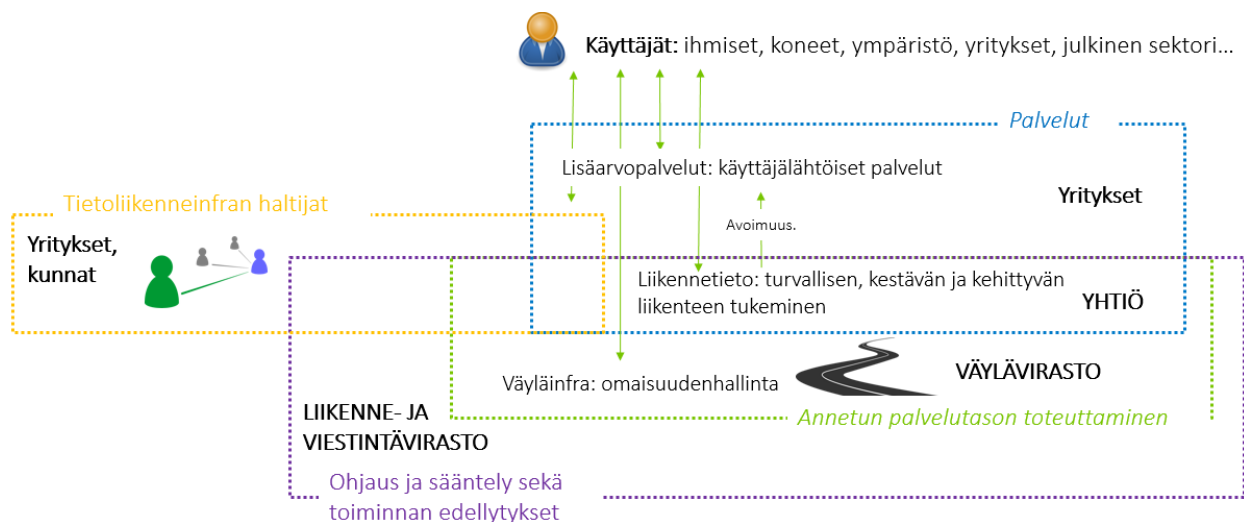 Käyttäjät: ihmiset, koneet, ympäristö, yritykset, julkinen sektori…
Palvelut
Lisäarvopalvelut: käyttäjälähtöiset palvelut
Yritykset
Tietoliikenneinfran haltijat
Avoimuus.
Yritykset,
kunnat
Liikennetieto: turvallisen, kestävän ja kehittyvän
liikenteen tukeminen
YHTIÖ
Väyläinfra: omaisuudenhallinta
VÄYLÄVIRASTO
LIIKENNE- JA
VIESTINTÄVIRASTO
Annetun palvelutason toteuttaminen
Ohjaus ja sääntely sekä
toiminnan edellytykset